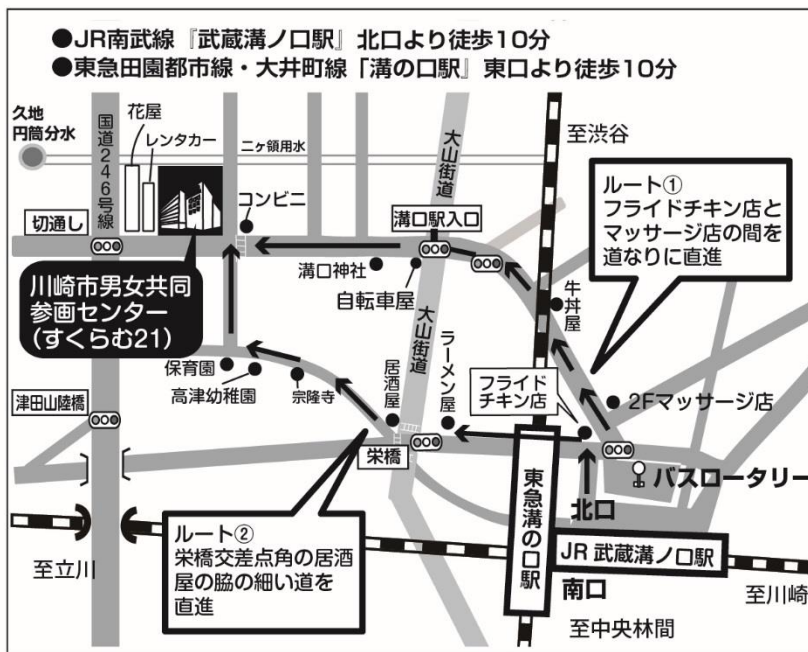 ●JR南武線『武蔵溝ノ口駅』北口より徒歩10分
●東急田園都市線・大井町線「溝の口駅』東口より徒歩10分
久地
円筒分水
国道246号線
花屋
レンタカー
二ヶ領用水
コンビニ
大山街道
至渋谷
ルート①
フライドチキン店と
マッサージ店の間を
道なりに直進
切通し
溝口駅入口
溝口神社
自転車屋
牛丼屋
川崎市男女共同
参画センター
(すくらむ21)
大山街道
ラーメン屋
居酒屋
保育園
高津幼稚園
宗隆寺
フライド
チキン店
2Fマッサージ店
津田山陸橋
栄橋
バスロータリー
北口
東急溝の口駅
ルート②
栄橋交差点角の居酒
屋の脇の細い道を
直進
JR 武蔵溝ノ口駅
至立川
南口
至川崎
至中央林間